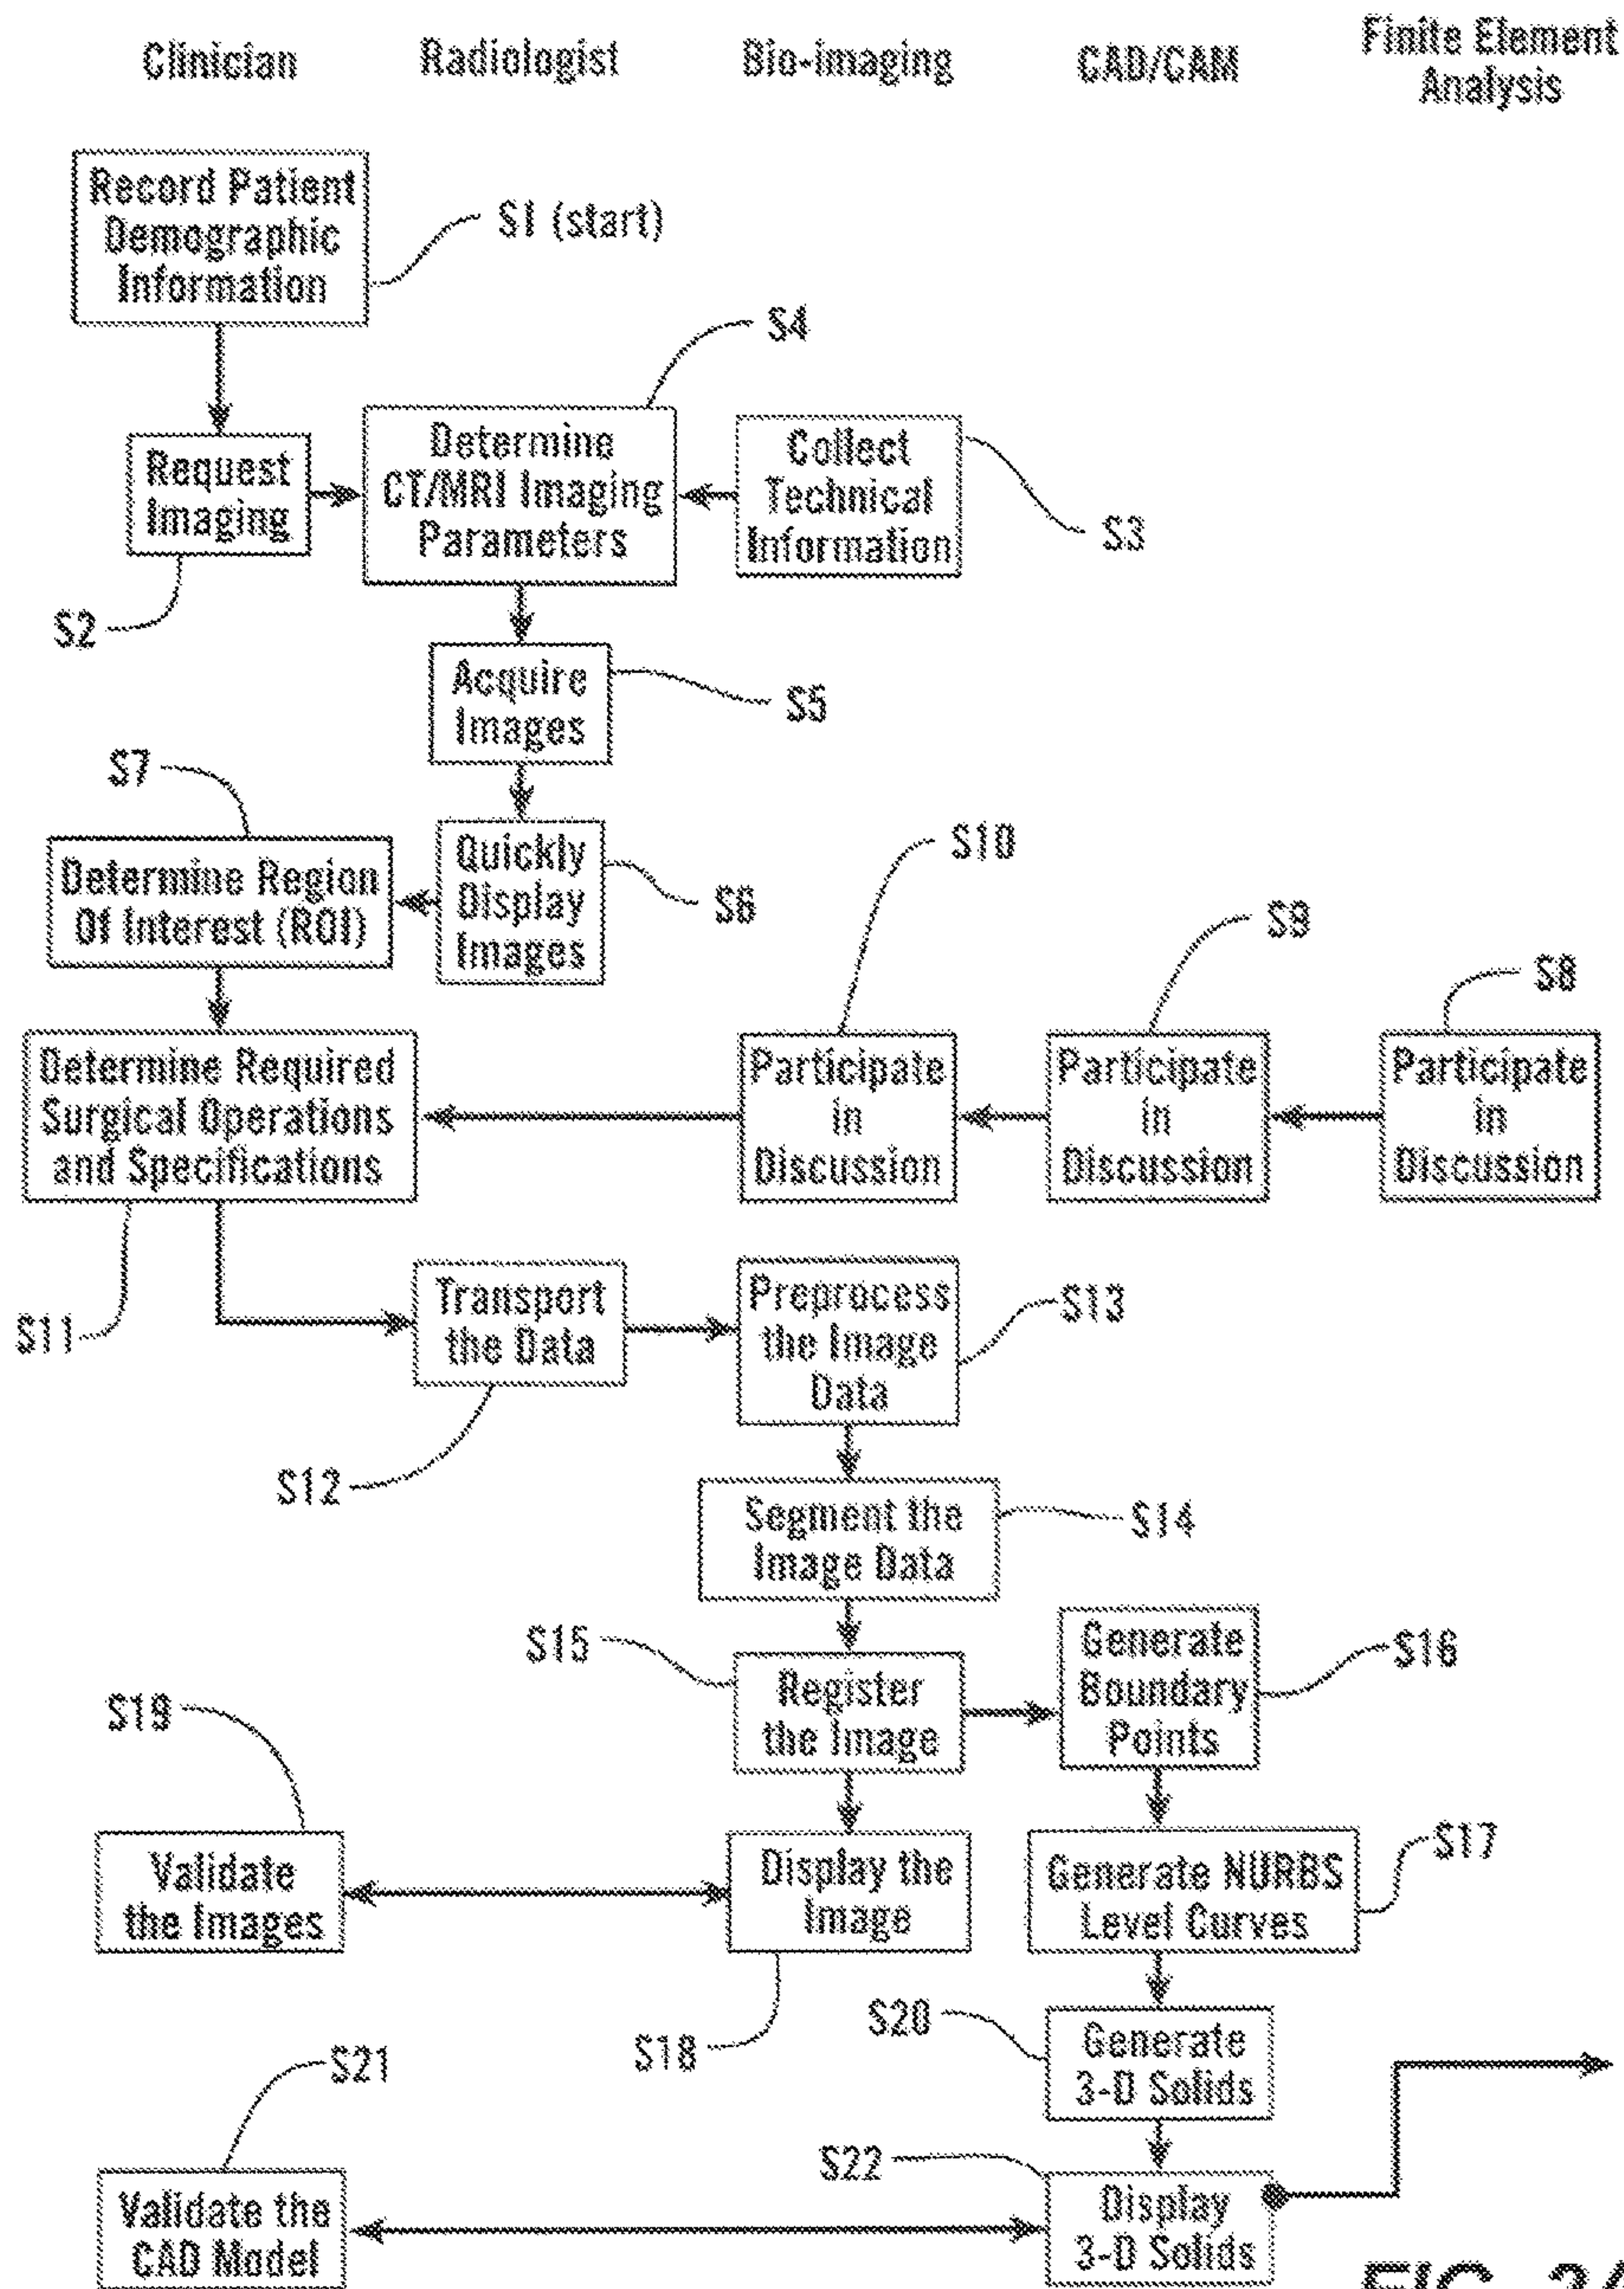 Clinician
Radiologist
Bio-imaging
CAD/CAM
Finite Element
Analysis
Record Patient
Demographic
Information
S1 (start)
S4
Request
Imaging
Determine
CT/MRI Imaging
Parameters
Collect
Technical
Information
S3
S2
Acquire
Images
S5
S7
Determine Region
Of Interest (ROI)
Quickly
Display
Images
S6
S10
S9
S8
Determine Required
Surgical Operations
and Specifications
Participate
in
Discussion
Participate
in
Discussion
Participate
in
Discussion
S11
Transport
the Data
Preprocess
the Image
Data
S13
S12
Segment the
Image Data
S14
S15
Register
the Image
Generate
Boundary
Points
S16
S19
Validate
the Images
Display the
Image
Generate NURBS
Level Curves
S17
S18
S20
Generate
3-D Solids
S21
S22
Validate the
CAD Model
Display
3-D Solids
FIG.